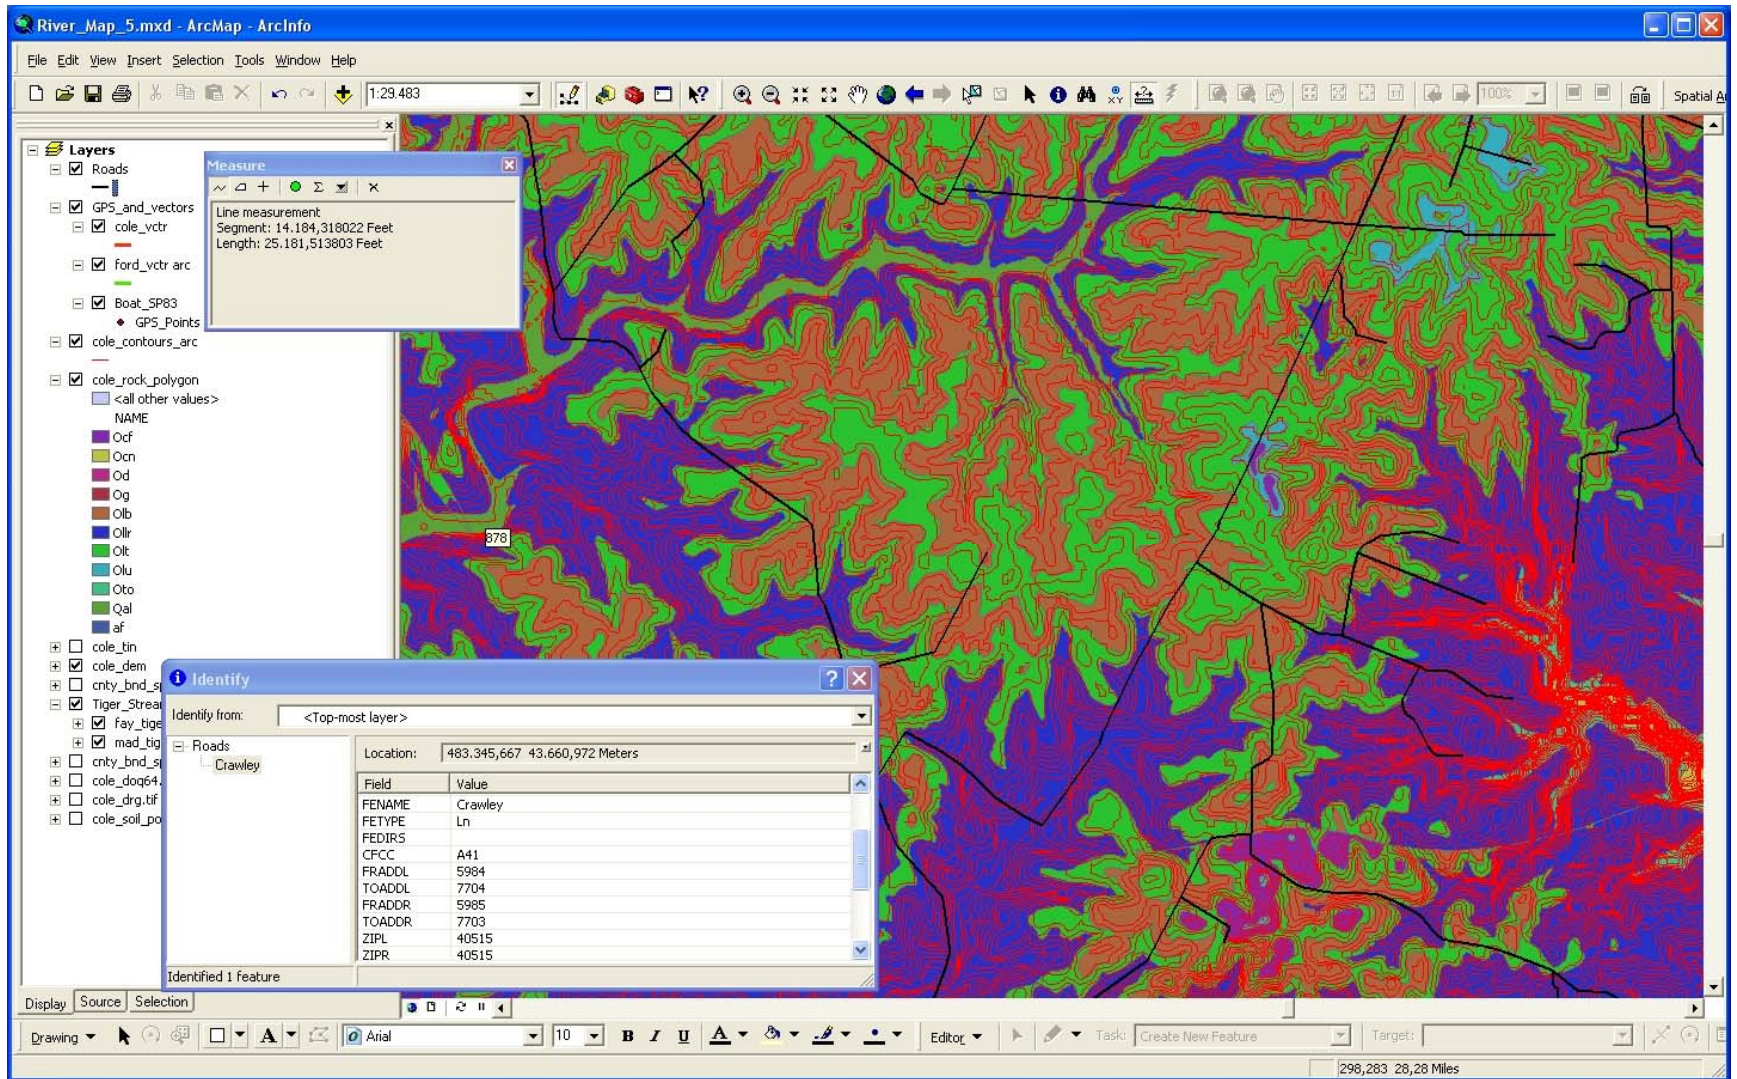 River_Map_5.mxd - ArcMap - ArcInfo
File Edit View Insert Selection Tools Window Help
1:29.483
100%
Spatial
Layers
Roads
GPS_and_vectors
cole_vctr
ford_vctr arc
Boat_SP83
GPS_Points
cole_contours_arc
cole_rock_polygon
<all other values>
NAME
Ocf
Ocn
Od
Og
Olb
Ollr
Olt
Olu
Oto
Qal
af
cole_tin
cole_dem
cnty_bnd_sp
Tiger_Strea
fay_tige
mad_tig
cnty_bnd_sp
cole_doq64.
cole_drg.tif
cole_soil_po
Display Source Selection
Measure
Line measurement
Segment: 14.184,318022 Feet
Length: 25.181,513803 Feet
878
Identify
Identify from: <Top-most layer>
Roads
Crawley
Location: 483.345,667 43.660,972 Meters
Field Value
FENAME Crawley
FETYPE Ln
FEDIRS
CFCC A41
FRADDL 5984
TOADDL 7704
FRADDR 5985
TOADDR 7703
ZIPL 40515
ZIPR 40515
Identified 1 feature
Drawing A Arial 10 B I U A Editor Task: Create New Feature Target:
298,283 28,28 Miles